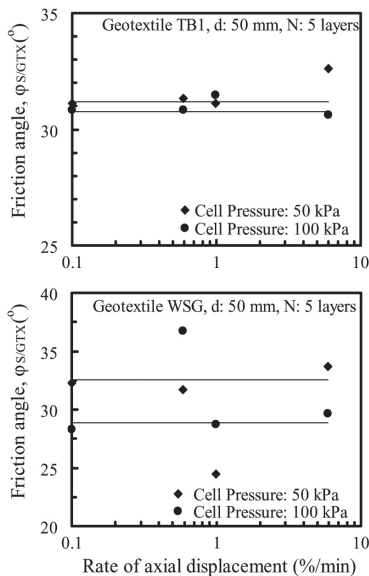 Geotextile TB1, d: 50 mm, N: 5 layers
Friction angle, φS/GTX(°)
35
30
25
Cell Pressure: 50 kPa
Cell Pressure: 100 kPa
0.1 1 10
Geotextile WSG, d: 50 mm, N: 5 layers
Friction angle, φS/GTX(°)
40
35
30
25
20
Cell Pressure: 50 kPa
Cell Pressure: 100 kPa
0.1 1 10
Rate of axial displacement (%/min)